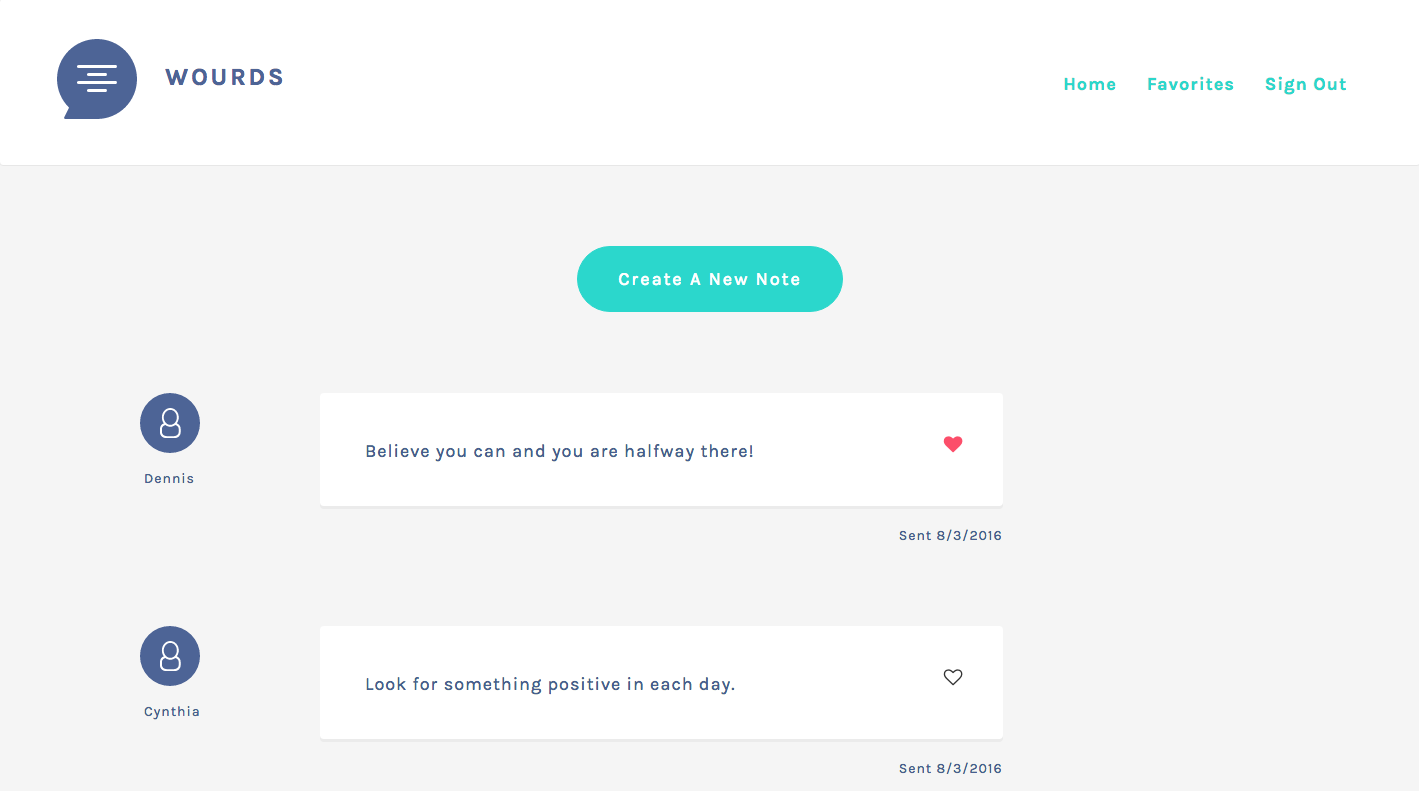 WOURDS
Home Favorites Sign Out
Create A New Note
Believe you can and you are halfway there!
Dennis
Sent 8/3/2016
Look for something positive in each day.
Cynthia
Sent 8/3/2016